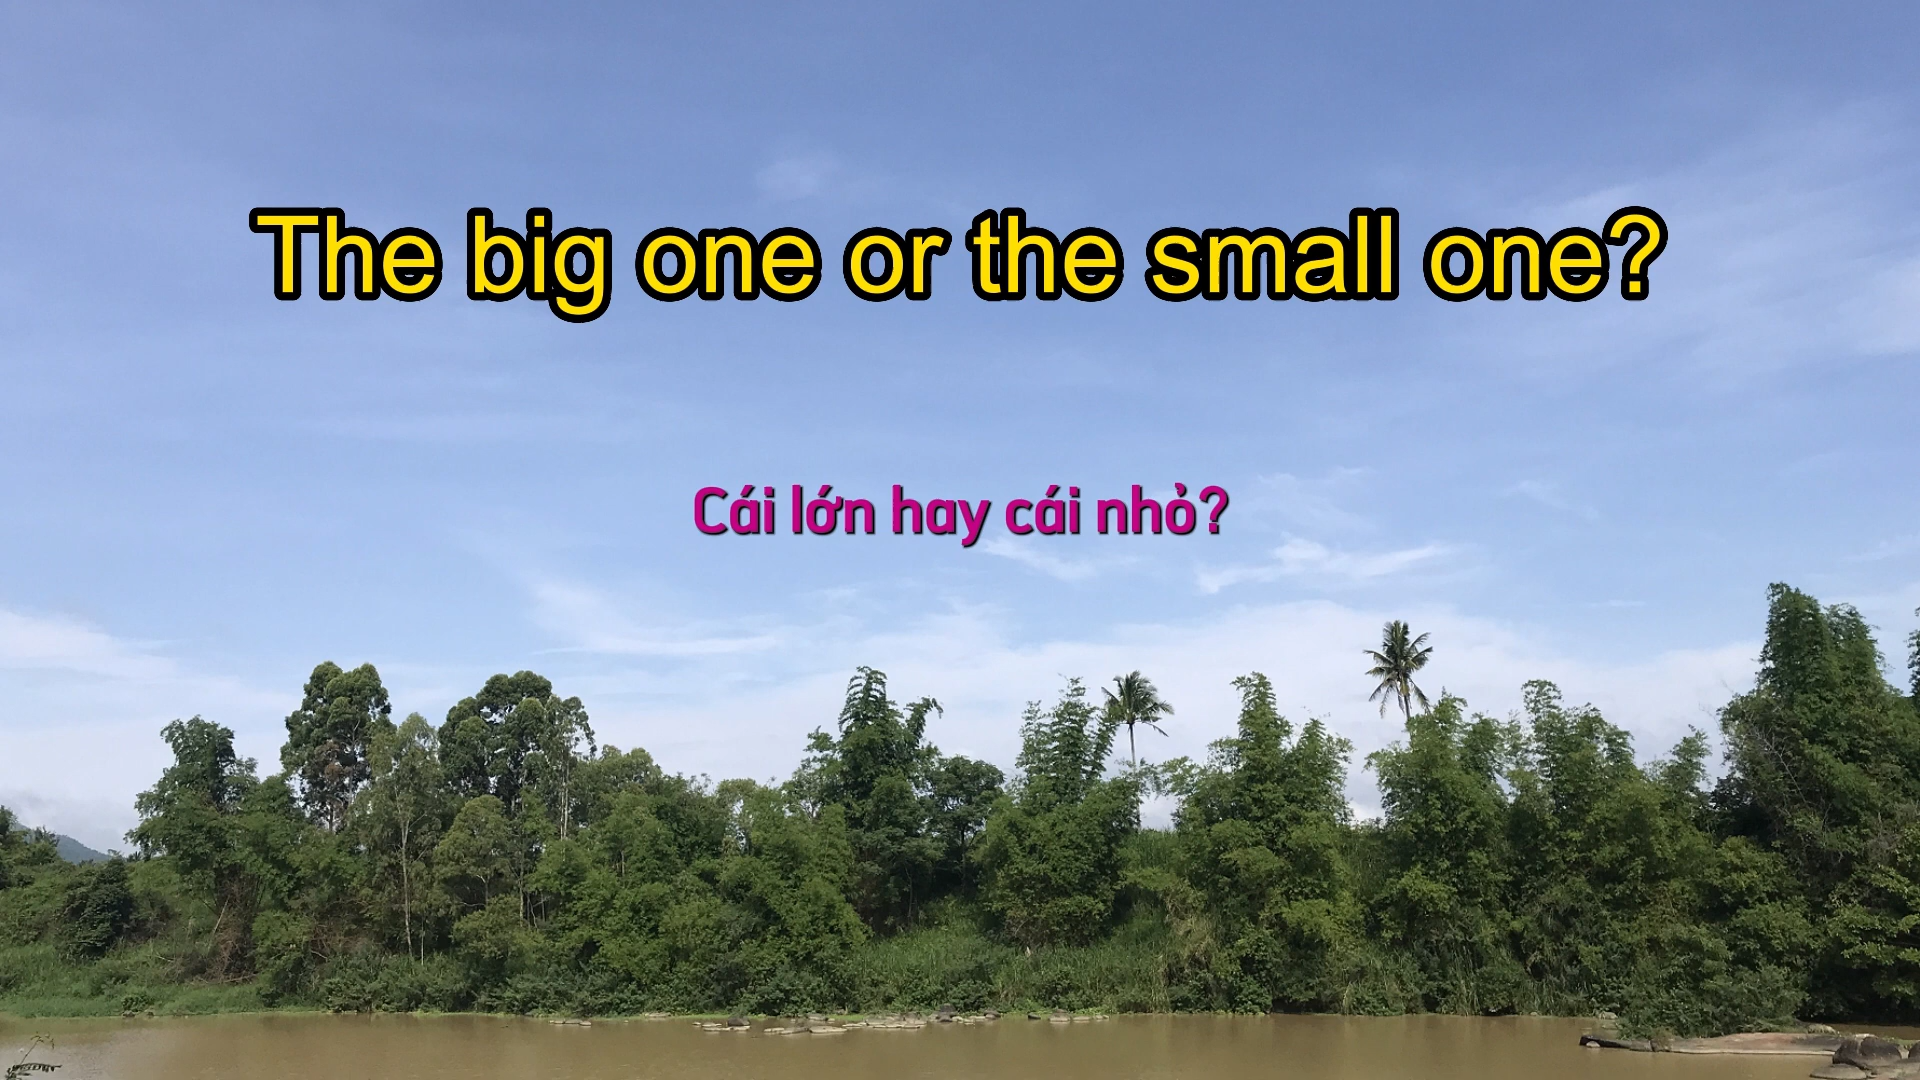 The big one or the small one?
Cái lớn hay cái nhỏ?